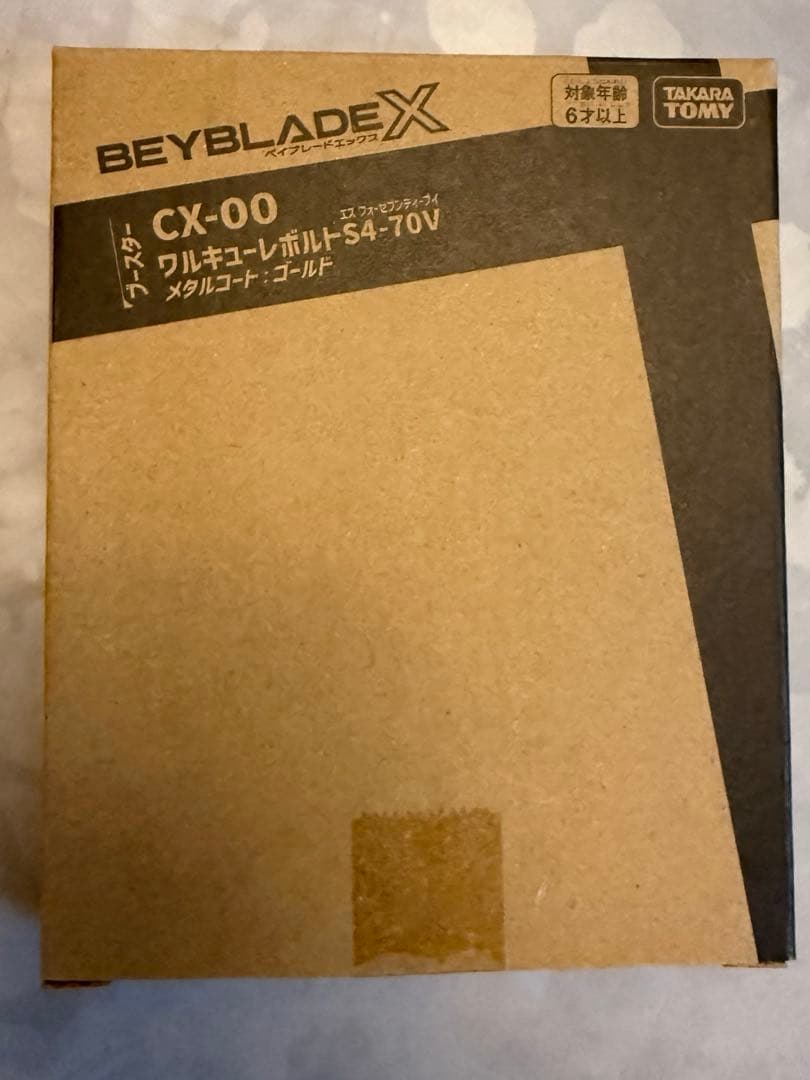 BEYBLADE X
ベイブレードエックス
対象年齢
6才以上
TAKARA
TOMY
ブースター
CX-00
エス フォーセブンティーブイ
ワルキューレボルトS4-70V
メタルコート：ゴールド